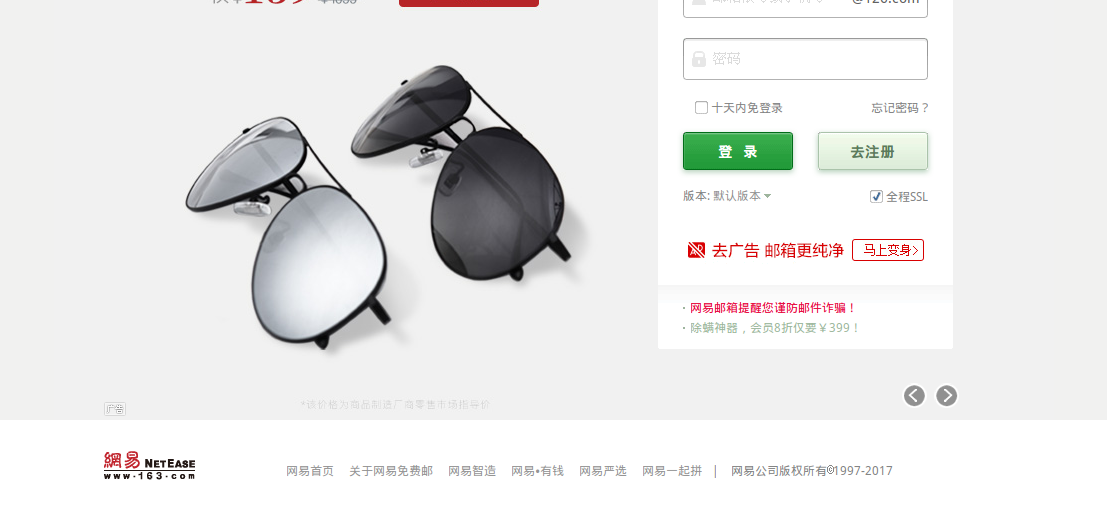 @126.com
密码
十天内免登录
忘记密码？
登 录
去注册
版本: 默认版本
全程SSL
去广告 邮箱更纯净
马上变身
· 网易邮箱提醒您谨防邮件诈骗！
· 除螨神器，会员8折仅要￥399！
*该价格为商品制造厂商零售市场指导价
广告
網易 NETEASE
www.163.com
网易首页 关于网易免费邮 网易智造 网易•有钱 网易严选 网易一起拼 | 网易公司版权所有©1997-2017